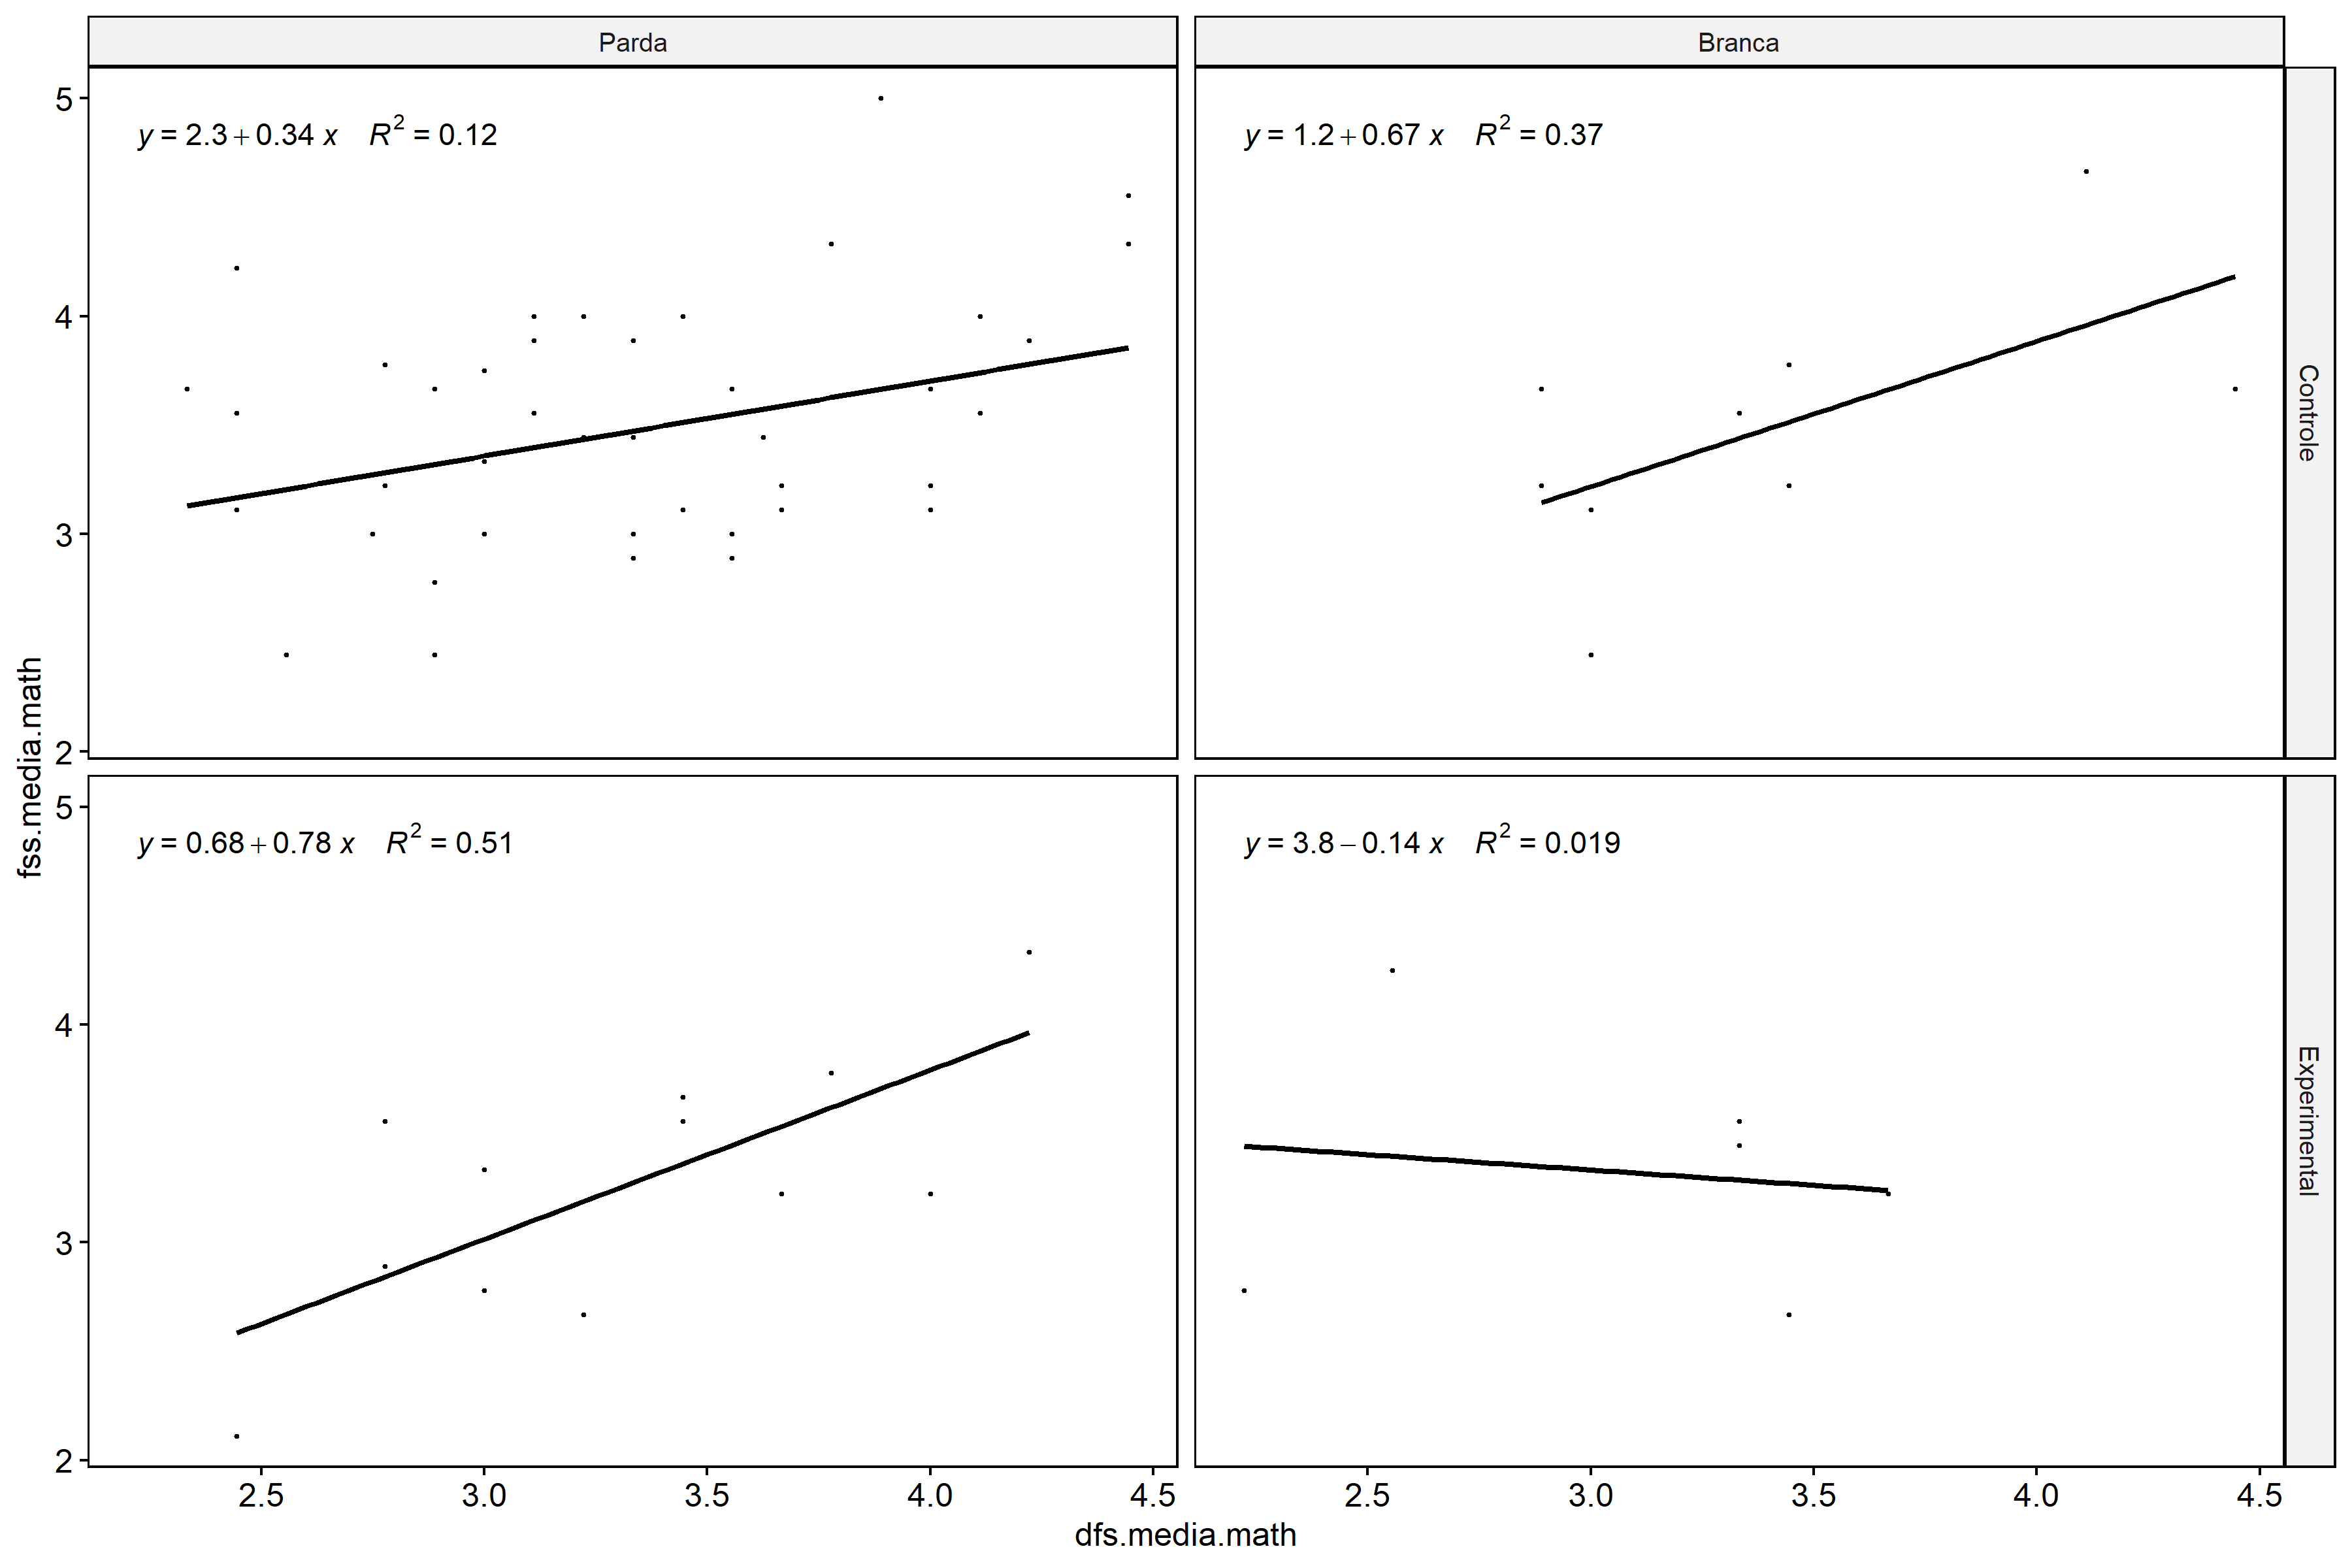 Parda
Branca
y = 2.3 + 0.34 x R² = 0.12
y = 1.2 + 0.67 x R² = 0.37
Controle
5
4
3
2
y = 0.68 + 0.78 x R² = 0.51
y = 3.8 − 0.14 x R² = 0.019
Experimental
5
4
3
2
fss.media.math
2.5 3.0 3.5 4.0 4.5
2.5 3.0 3.5 4.0 4.5
dfs.media.math